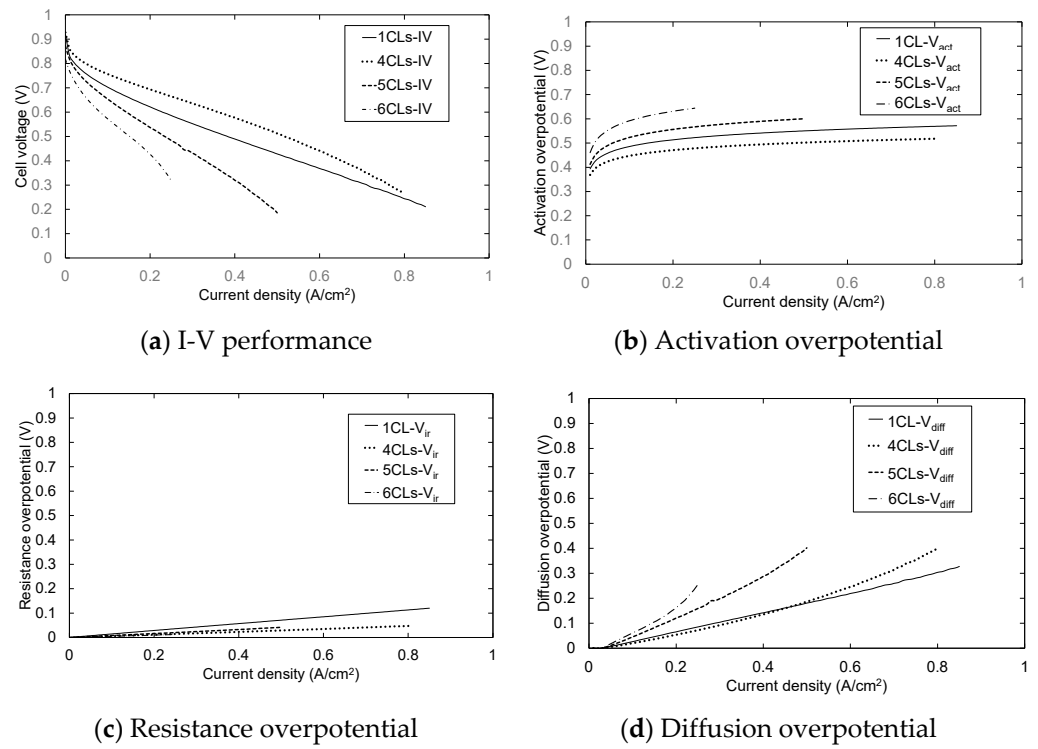 1
0.9
0.8
0.7
0.6
0.5
0.4
0.3
0.2
0.1
0
Cell voltage (V)
1CLs-IV
4CLs-IV
5CLs-IV
6CLs-IV
0 0.2 0.4 0.6 0.8 1
Current density (A/cm²)
(a) I-V performance
1
0.9
0.8
0.7
0.6
0.5
0.4
0.3
0.2
0.1
0
Activation overpotential (V)
1CL-Vact
4CLs-Vact
5CLs-Vact
6CLs-Vact
0 0.2 0.4 0.6 0.8 1
Current density (A/cm²)
(b) Activation overpotential
1
0.9
0.8
0.7
0.6
0.5
0.4
0.3
0.2
0.1
0
Resistance overpotential (V)
1CL-Vir
4CLs-Vir
5CLs-Vir
6CLs-Vir
0 0.2 0.4 0.6 0.8 1
Current density (A/cm²)
(c) Resistance overpotential
1
0.9
0.8
0.7
0.6
0.5
0.4
0.3
0.2
0.1
0
Diffusion overpotential (V)
1CL-Vdiff
4CLs-Vdiff
5CLs-Vdiff
6CLs-Vdiff
0 0.2 0.4 0.6 0.8 1
Current density (A/cm²)
(d) Diffusion overpotential